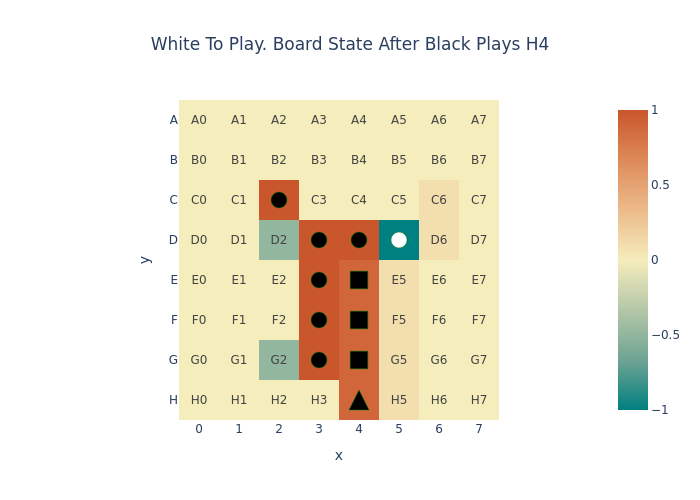 White To Play. Board State After Black Plays H4
A A0 A1 A2 A3 A4 A5 A6 A7
B B0 B1 B2 B3 B4 B5 B6 B7
C C0 C1 C3 C4 C5 C6 C7
D D0 D1 D2 D6 D7
E E0 E1 E2 E5 E6 E7
F F0 F1 F2 F5 F6 F7
G G0 G1 G2 G5 G6 G7
H H0 H1 H2 H3 H5 H6 H7
0 1 2 3 4 5 6 7
x
y
1
0.5
0
−0.5
−1